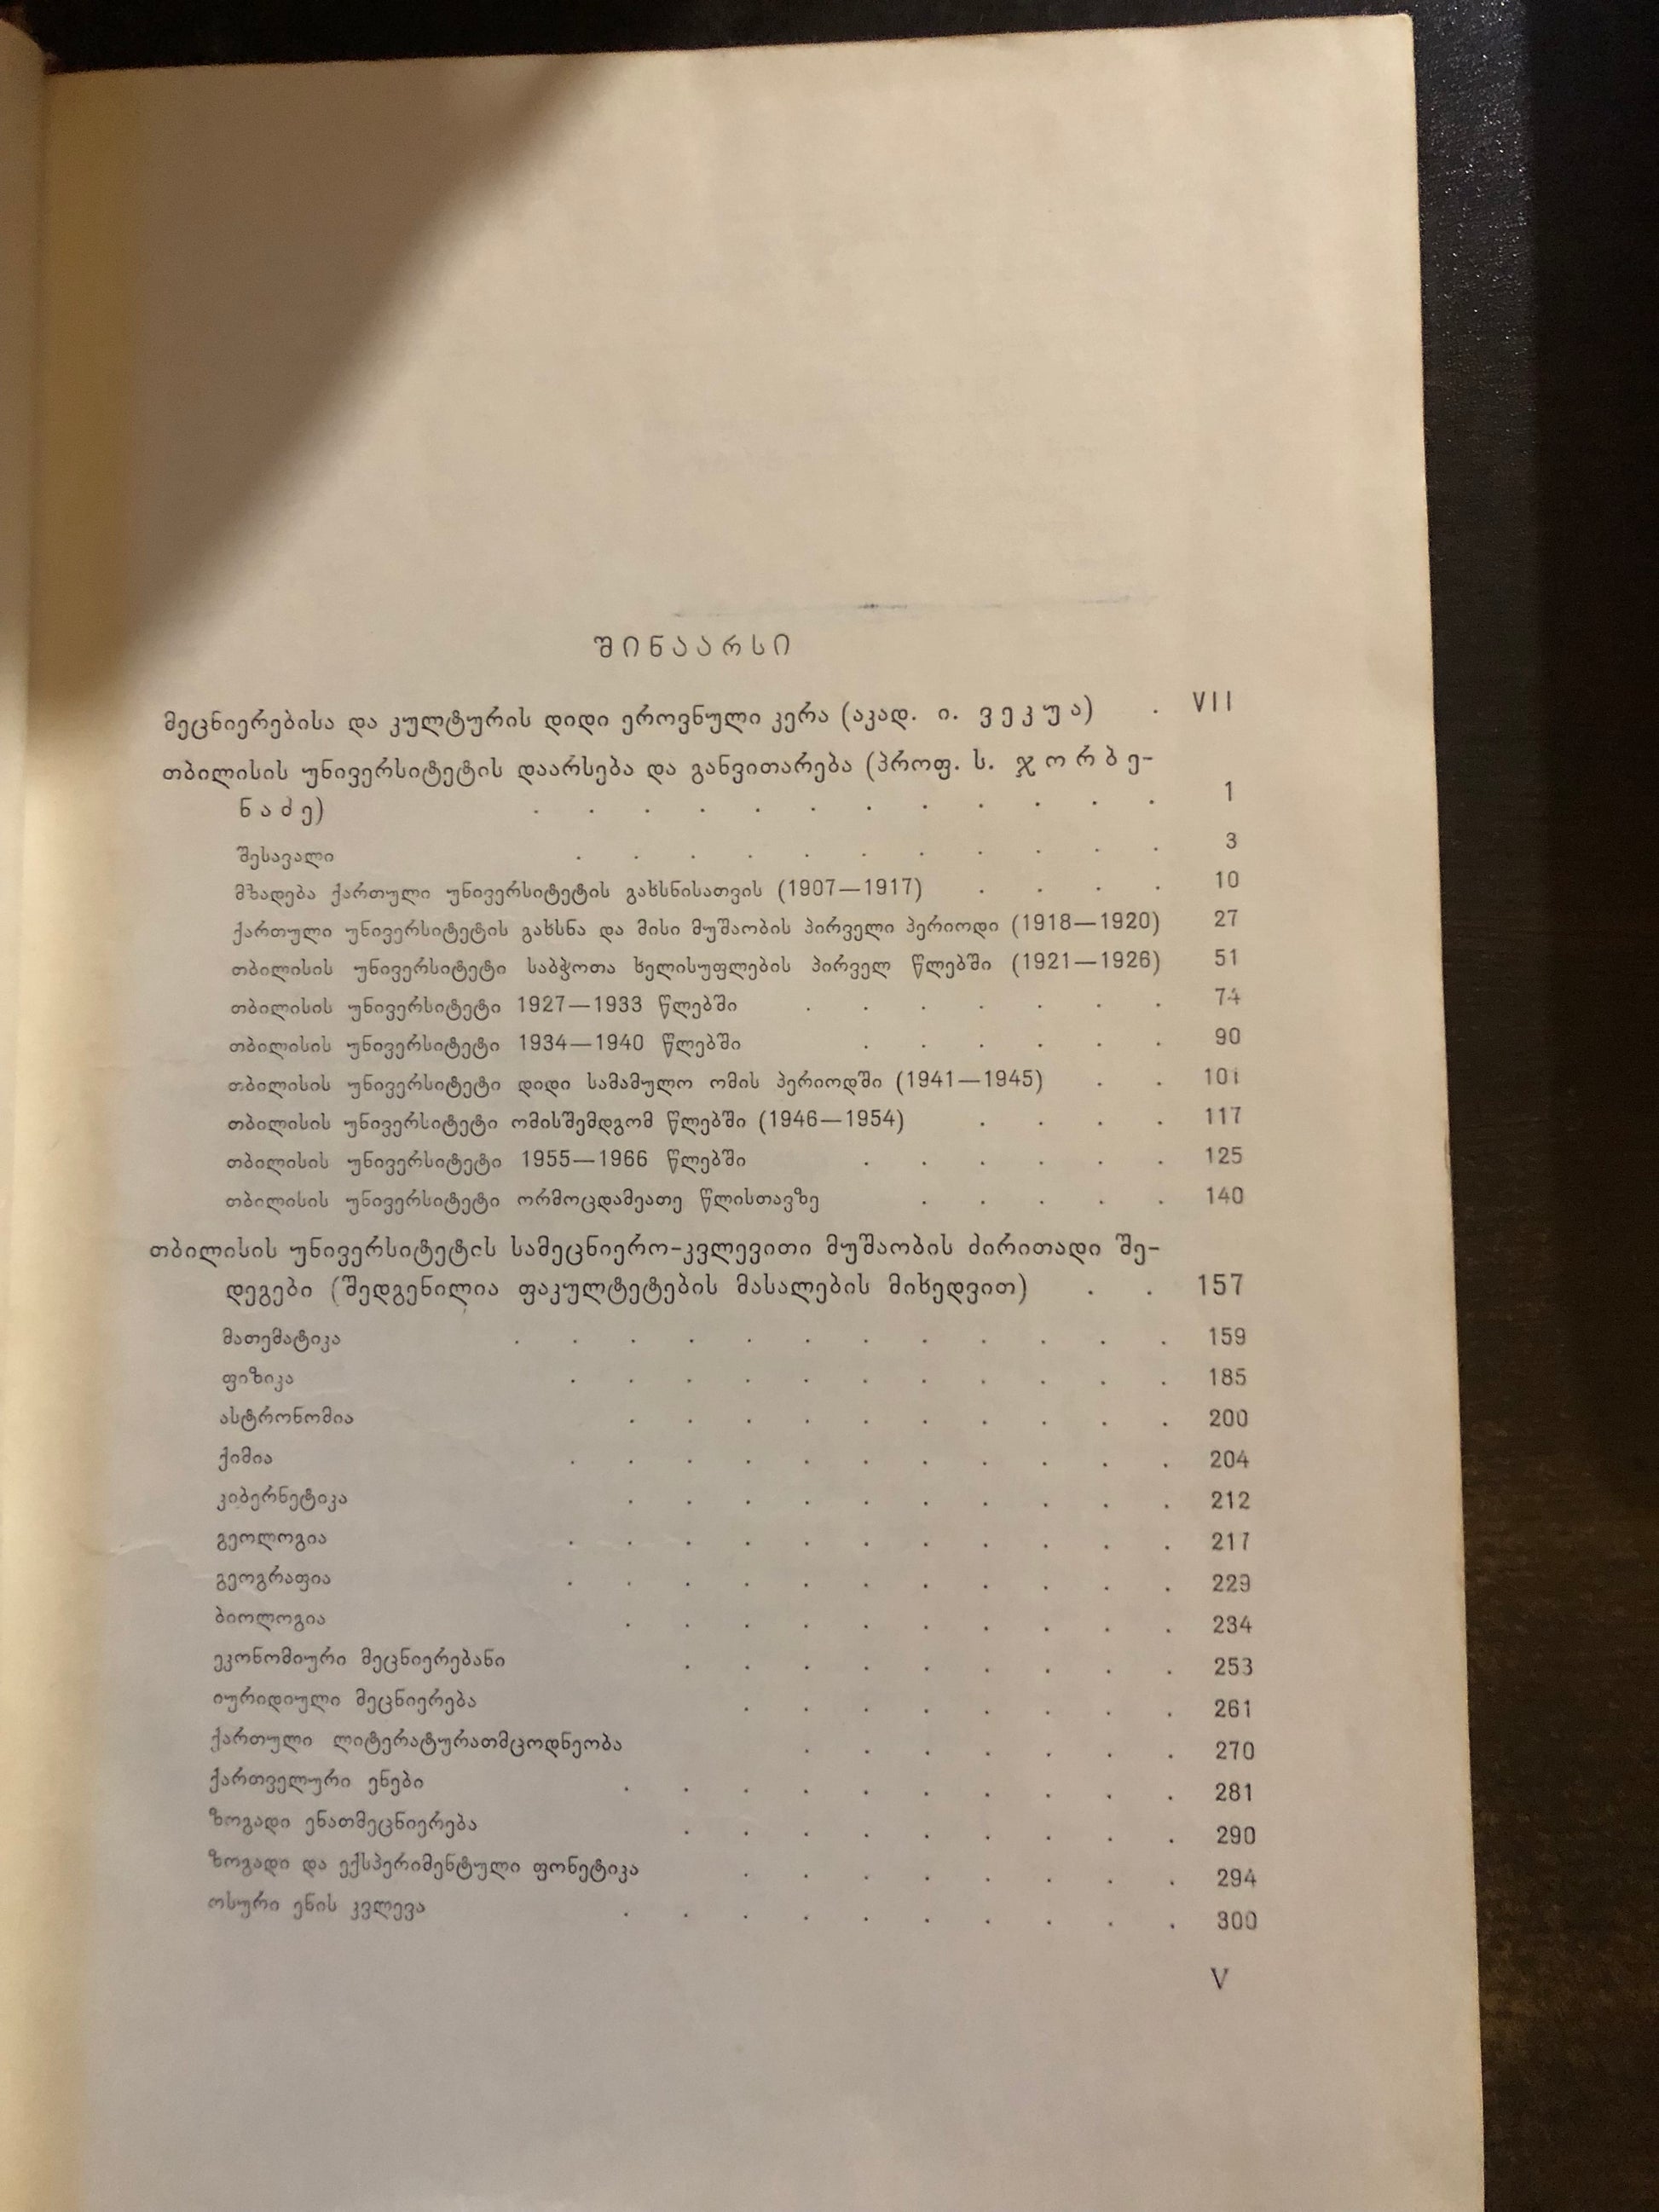 შინაარსი
მეცნიერებისა და კულტურის დიდი ეროვნული კერა (აკად. ი. ვეკუა) . VII
თბილისის უნივერსიტეტის დაარსება და განვითარება (პროფ. ს. ჯორბე-
ნაძე) . . . . . . . . . . . . 1
შესავალი . . . . . . . . . . . 3
მზადება ქართული უნივერსიტეტის გახსნისათვის (1907—1917) . . . . 10
ქართული უნივერსიტეტის გახსნა და მისი მუშაობის პირველი პერიოდი (1918—1920) 27
თბილისის უნივერსიტეტი საბჭოთა ხელისუფლების პირველ წლებში (1921—1926) 51
თბილისის უნივერსიტეტი 1927—1933 წლებში . . . . . . . 74
თბილისის უნივერსიტეტი 1934—1940 წლებში . . . . . . 90
თბილისის უნივერსიტეტი დიდი სამამულო ომის პერიოდში (1941—1945) . . 101
თბილისის უნივერსიტეტი ომისშემდგომ წლებში (1946—1954) . . . . 117
თბილისის უნივერსიტეტი 1955—1966 წლებში . . . . . . 125
თბილისის უნივერსიტეტი ორმოცდამეათე წლისთავზე . . . . . 140
თბილისის უნივერსიტეტის სამეცნიერო-კვლევითი მუშაობის ძირითადი შე-
დეგები (შედგენილია ფაკულტეტების მასალების მიხედვით) . . 157
მათემატიკა . . . . . . . . . . . . 159
ფიზიკა . . . . . . . . . . . 185
ასტრონომია . . . . . . . . . . 200
ქიმია . . . . . . . . . . . 204
კიბერნეტიკა . . . . . . . . . . 212
გეოლოგია . . . . . . . . . . . 217
გეოგრაფია . . . . . . . . . . . 229
ბიოლოგია . . . . . . . . . . 234
ეკონომიური მეცნიერებანი . . . . . . . . . 253
იურიდიული მეცნიერება . . . . . . . . 261
ქართული ლიტერატურათმცოდნეობა . . . . . . . 270
ქართველური ენები . . . . . . . . . . 281
ზოგადი ენათმეცნიერება . . . . . . . . . 290
ზოგადი და ექსპერიმენტული ფონეტიკა . . . . . . . . 294
ოსური ენის კვლევა . . . . . . . . . . 300
V